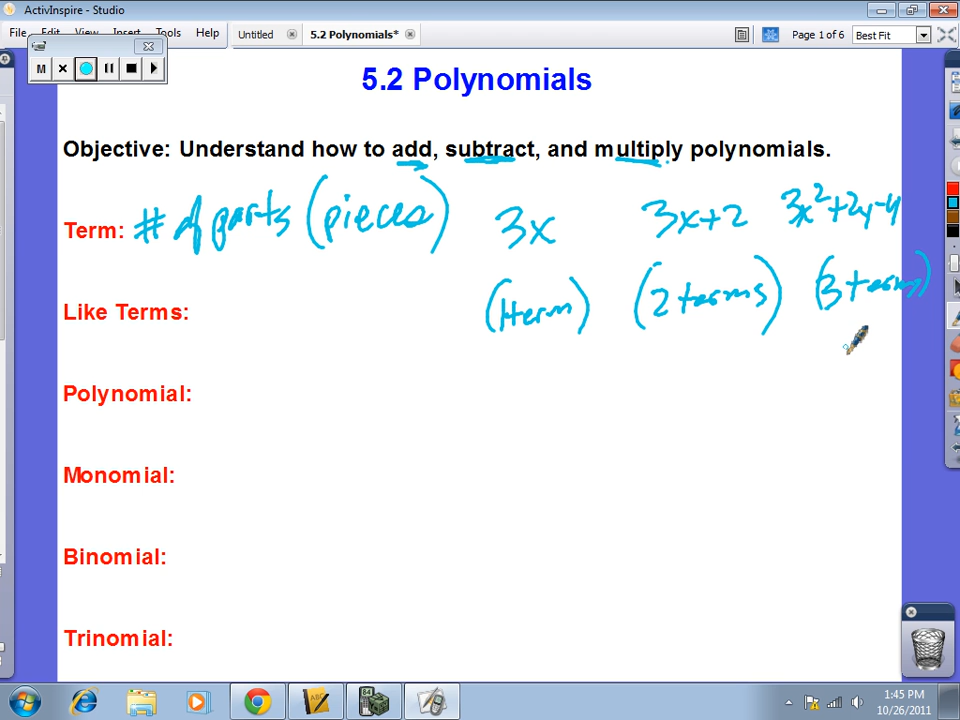 ActivInspire - Studio
File Edit View Insert Tools Help Untitled 5.2 Polynomials* Page 1 of 6 Best Fit
M
5.2 Polynomials
Objective: Understand how to add, subtract, and multiply polynomials.
Term: # of parts (pieces) 3x 3x+2 3x²+2y-4
Like Terms: (1term) (2 terms) (3 terms)
Polynomial:
Monomial:
Binomial:
Trinomial:
1:45 PM
10/26/2011